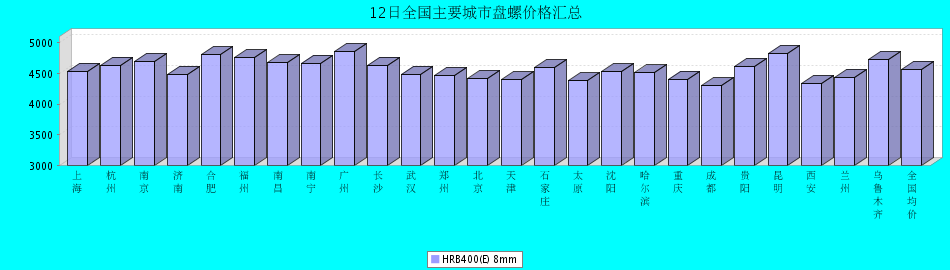 12日全国主要城市盘螺价格汇总
5000
4500
4000
3500
3000
上海
杭州
南京
济南
合肥
福州
南昌
南宁
广州
长沙
武汉
郑州
北京
天津
石家庄
太原
沈阳
哈尔滨
重庆
成都
贵阳
昆明
西安
兰州
乌鲁木齐
全国均价
HRB400(E) 8mm